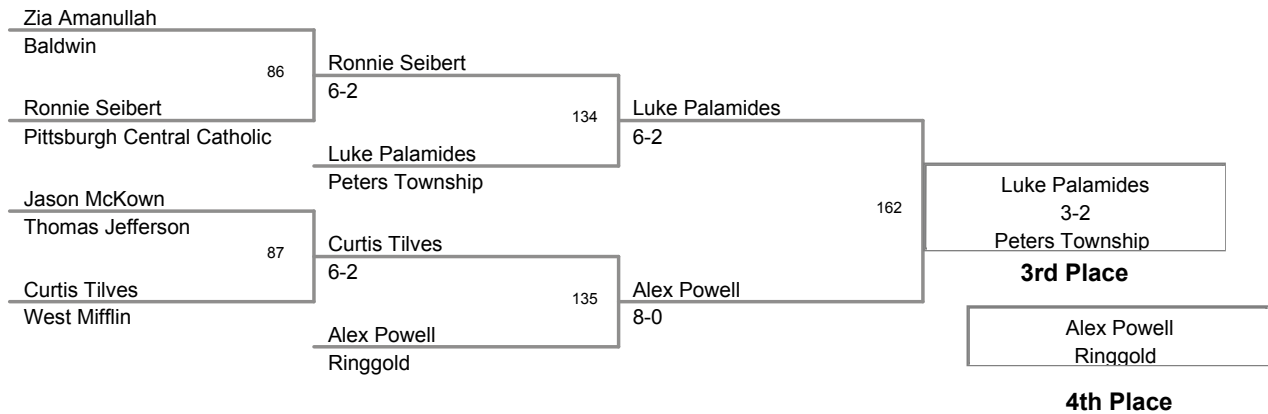 Zia Amanullah
Baldwin
86
Ronnie Seibert
6-2
Ronnie Seibert
Pittsburgh Central Catholic
134
Luke Palamides
6-2
Luke Palamides
Peters Township
Jason McKown
Thomas Jefferson
87
Curtis Tilves
6-2
Curtis Tilves
West Mifflin
135
Alex Powell
8-0
Alex Powell
Ringgold
162
Luke Palamides
3-2
Peters Township
3rd Place
Alex Powell
Ringgold
4th Place